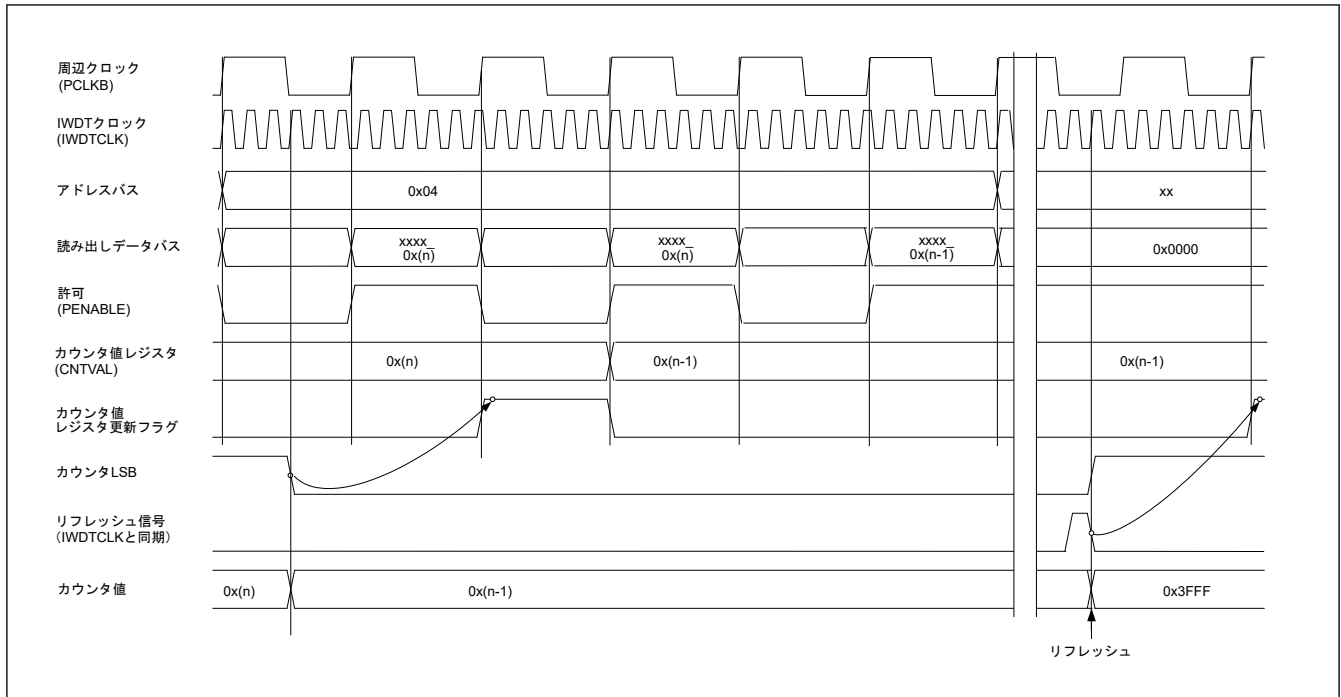 周辺クロック
(PCLKB)
IWDTクロック
(IWDTCLK)
アドレスバス
0x04
xx
読み出しデータバス
xxxx_
0x(n)
xxxx_
0x(n)
xxxx_
0x(n-1)
0x0000
許可
(PENABLE)
カウンタ値レジスタ
(CNTVAL)
0x(n)
0x(n-1)
0x(n-1)
カウンタ値
レジスタ更新フラグ
カウンタLSB
リフレッシュ信号
(IWDTCLKと同期)
カウンタ値
0x(n)
0x(n-1)
0x3FFF
リフレッシュ